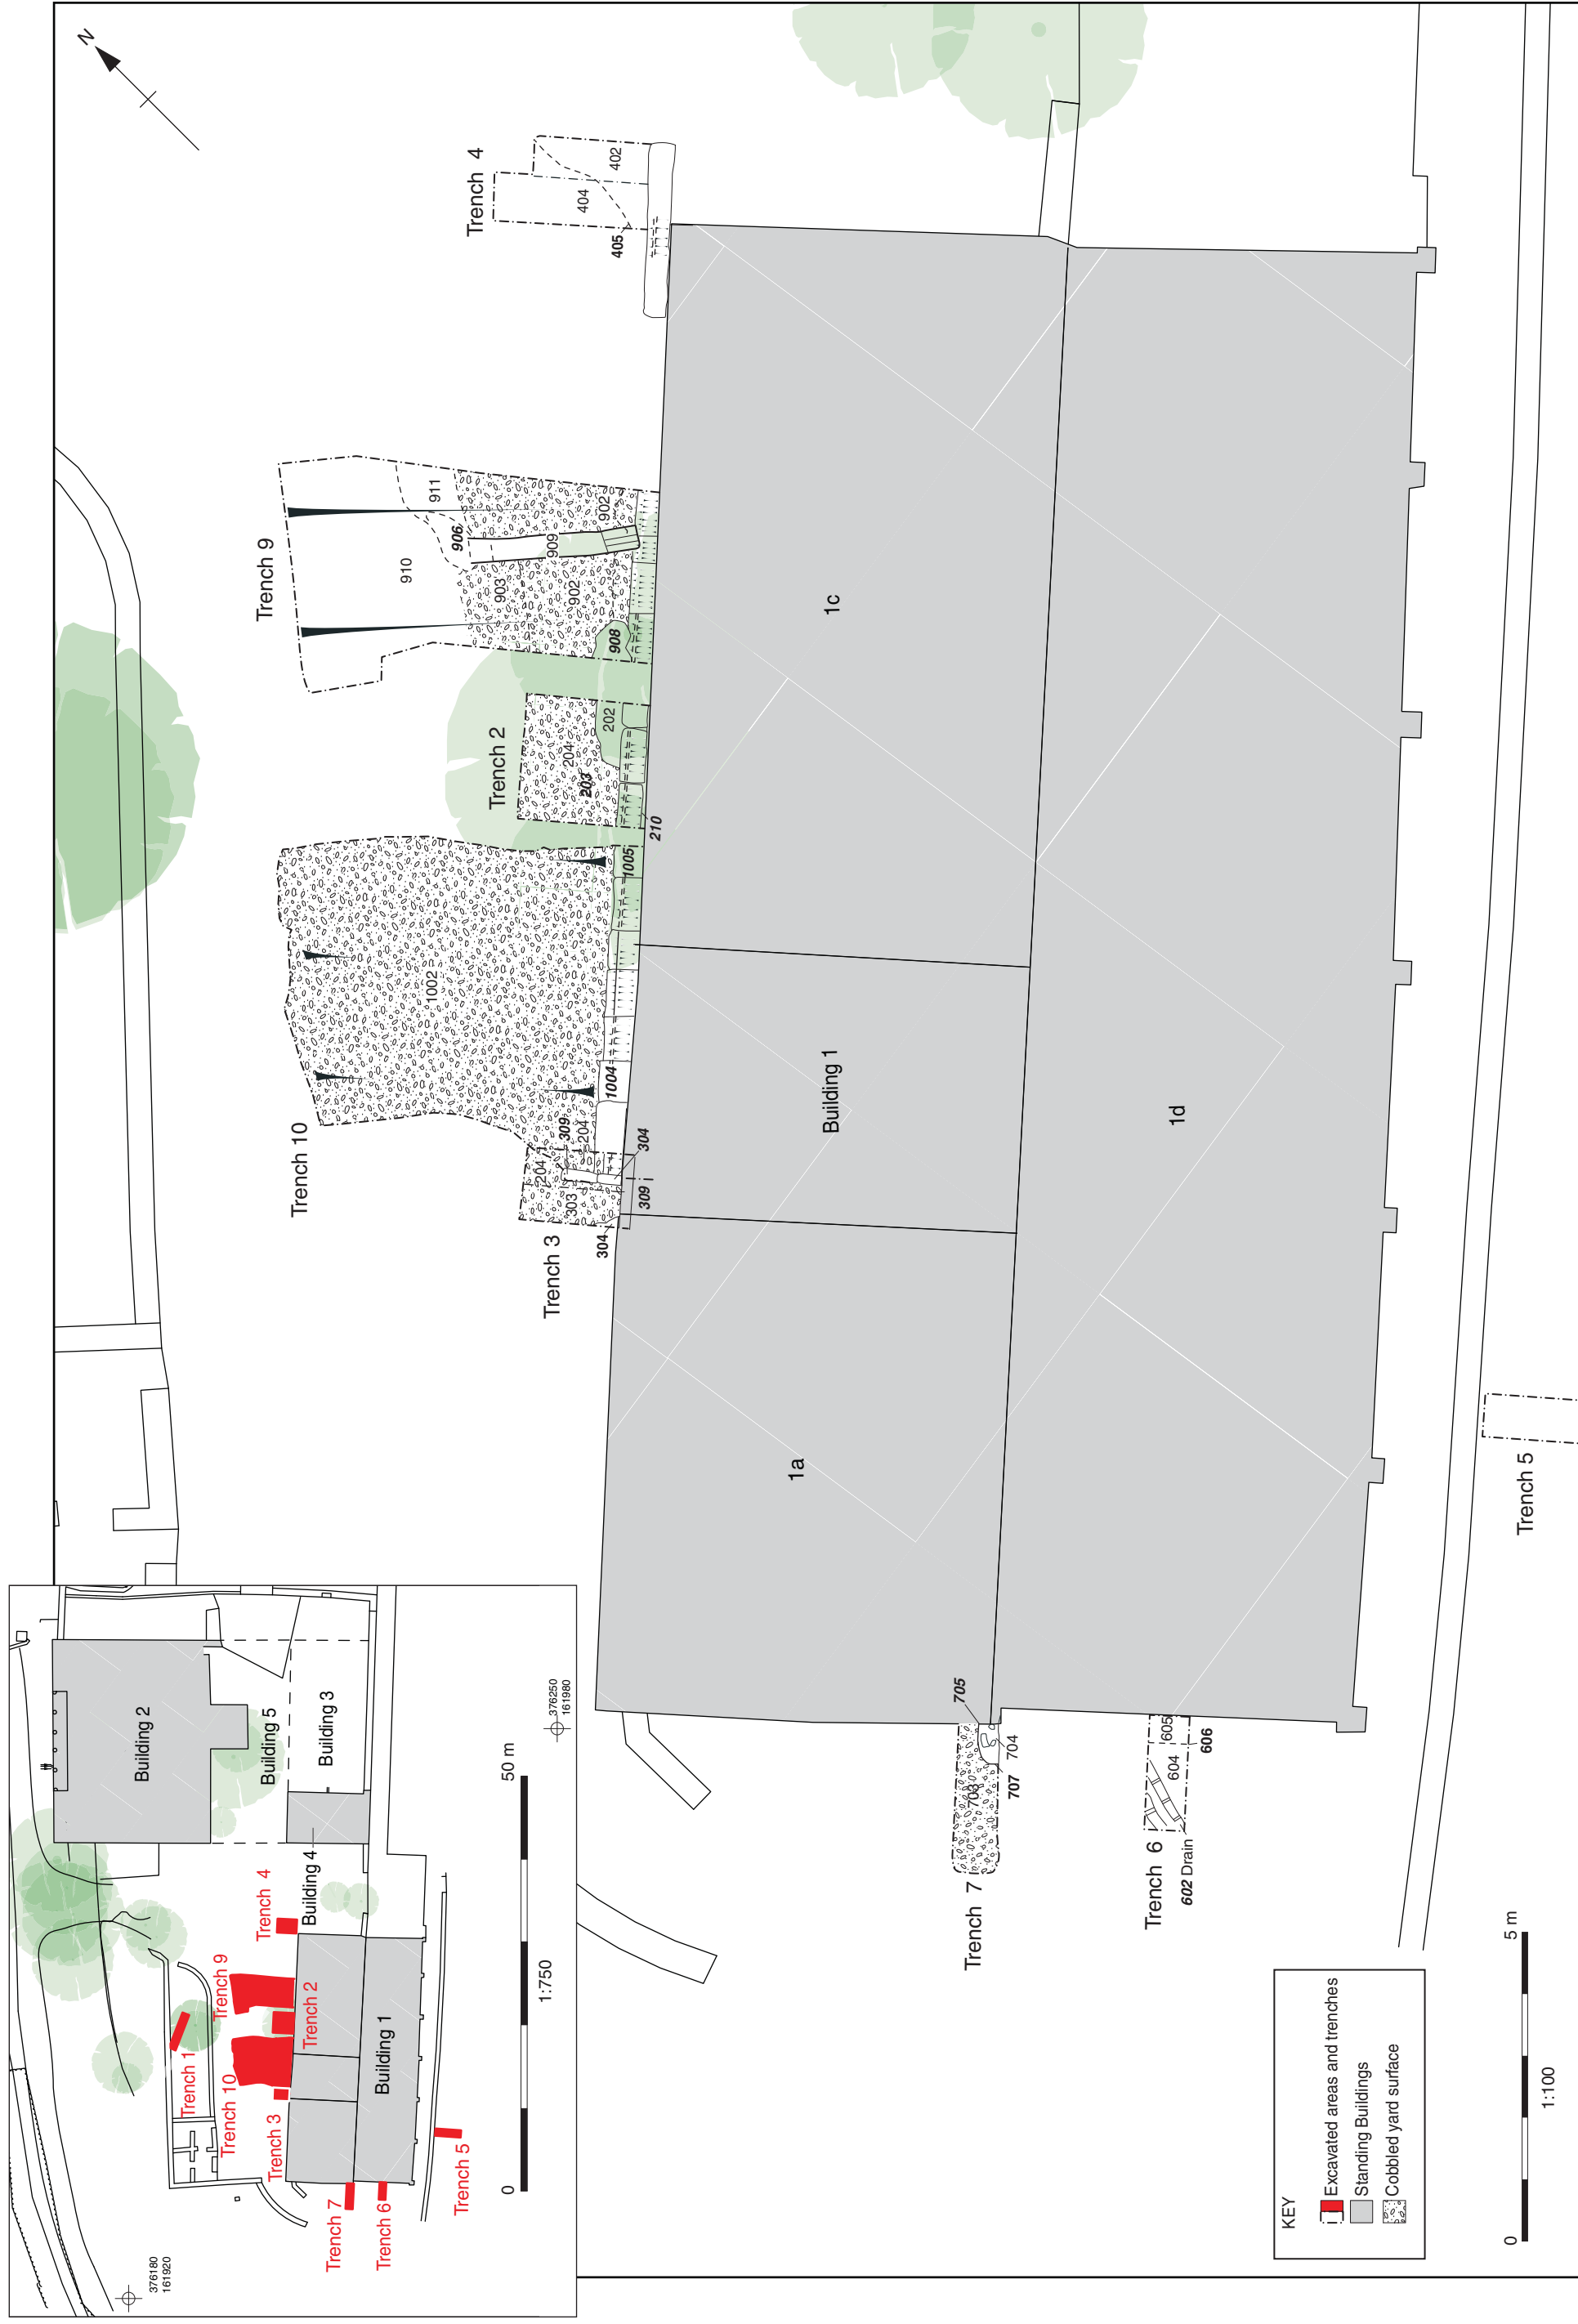 N
Trench 4
402
404
405
Trench 9
911
910
906
909
902
903
902
908
Trench 2
202
204
203
210
1005
Trench 10
1002
1004
309
204
204
304
303
309
304
Trench 3
1c
Building 1
1d
1a
705
704
703
707
Trench 7
605
604
606
Trench 6
602 Drain
Trench 5
Building 2
Building 5
Building 3
Building 4
Trench 4
Trench 9
Trench 2
Trench 1
Trench 10
Trench 3
Building 1
Trench 7
Trench 6
Trench 5
376250
161980
376180
161920
0
50 m
1:750
KEY
Excavated areas and trenches
Standing Buildings
Cobbled yard surface
0
5 m
1:100